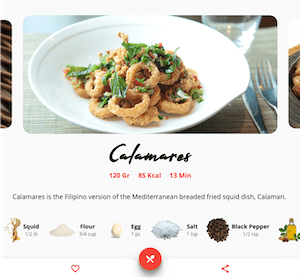 Calamares
120 Gr 85 Kcal 13 Min
Calamares is the Filipino version of the Mediterranean breaded fried squid dish, Calamari.
Squid Flour Egg Salt Black Pepper
1/2 lb 3/4 cup 1 pc 1 tsp 1/2 tsp